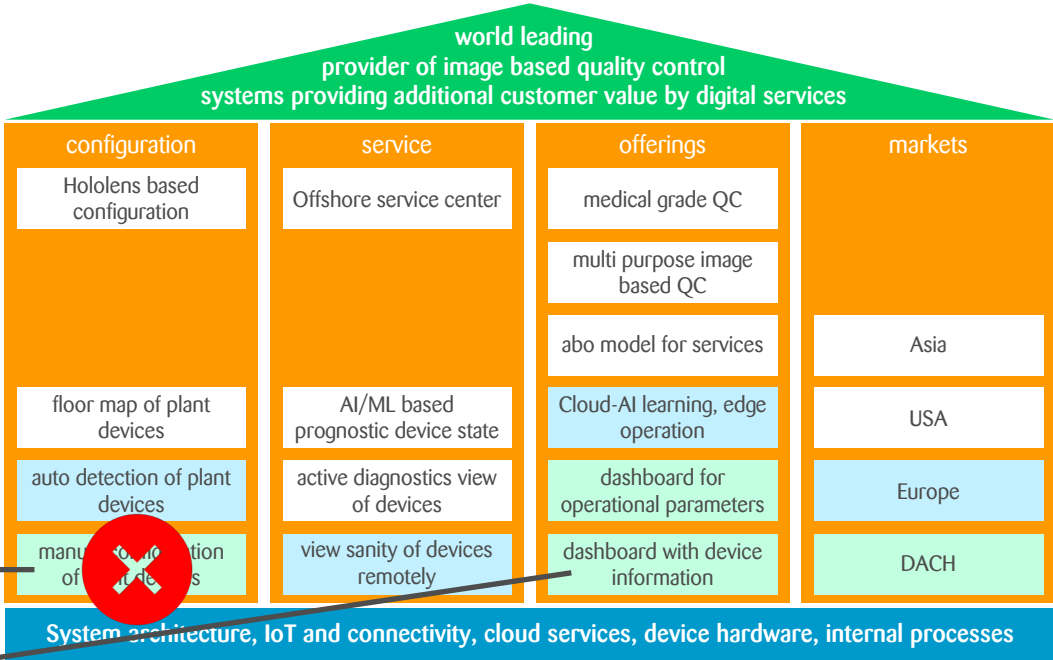 world leading
provider of image based quality control
systems providing additional customer value by digital services
configuration
Hololens based
configuration
floor map of plant
devices
auto detection of plant
devices
of
service
Offshore service center
AI/ML based
prognostic device state
active diagnostics view
of devices
view sanity of devices
remotely
offerings
medical grade QC
multi purpose image
based QC
abo model for services
Cloud-AI learning, edge
operation
dashboard for
operational parameters
dashboard with device
information
markets
Asia
USA
Europe
DACH
System architecture, IoT and connectivity, cloud services, device hardware, internal processes